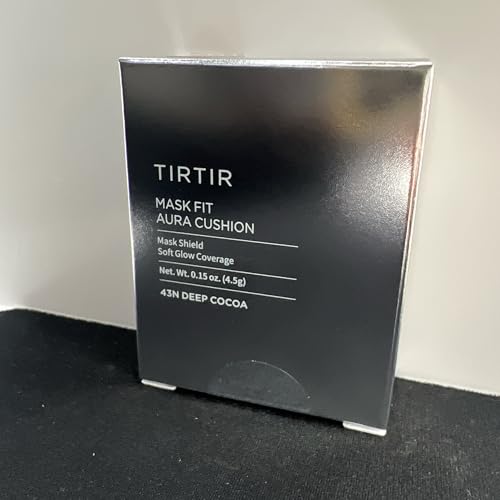 TIRTIR
MASK FIT
AURA CUSHION
Mask Shield
Soft Glow Coverage
Net. Wt. 0.15 oz. (4.5g)
43N DEEP COCOA